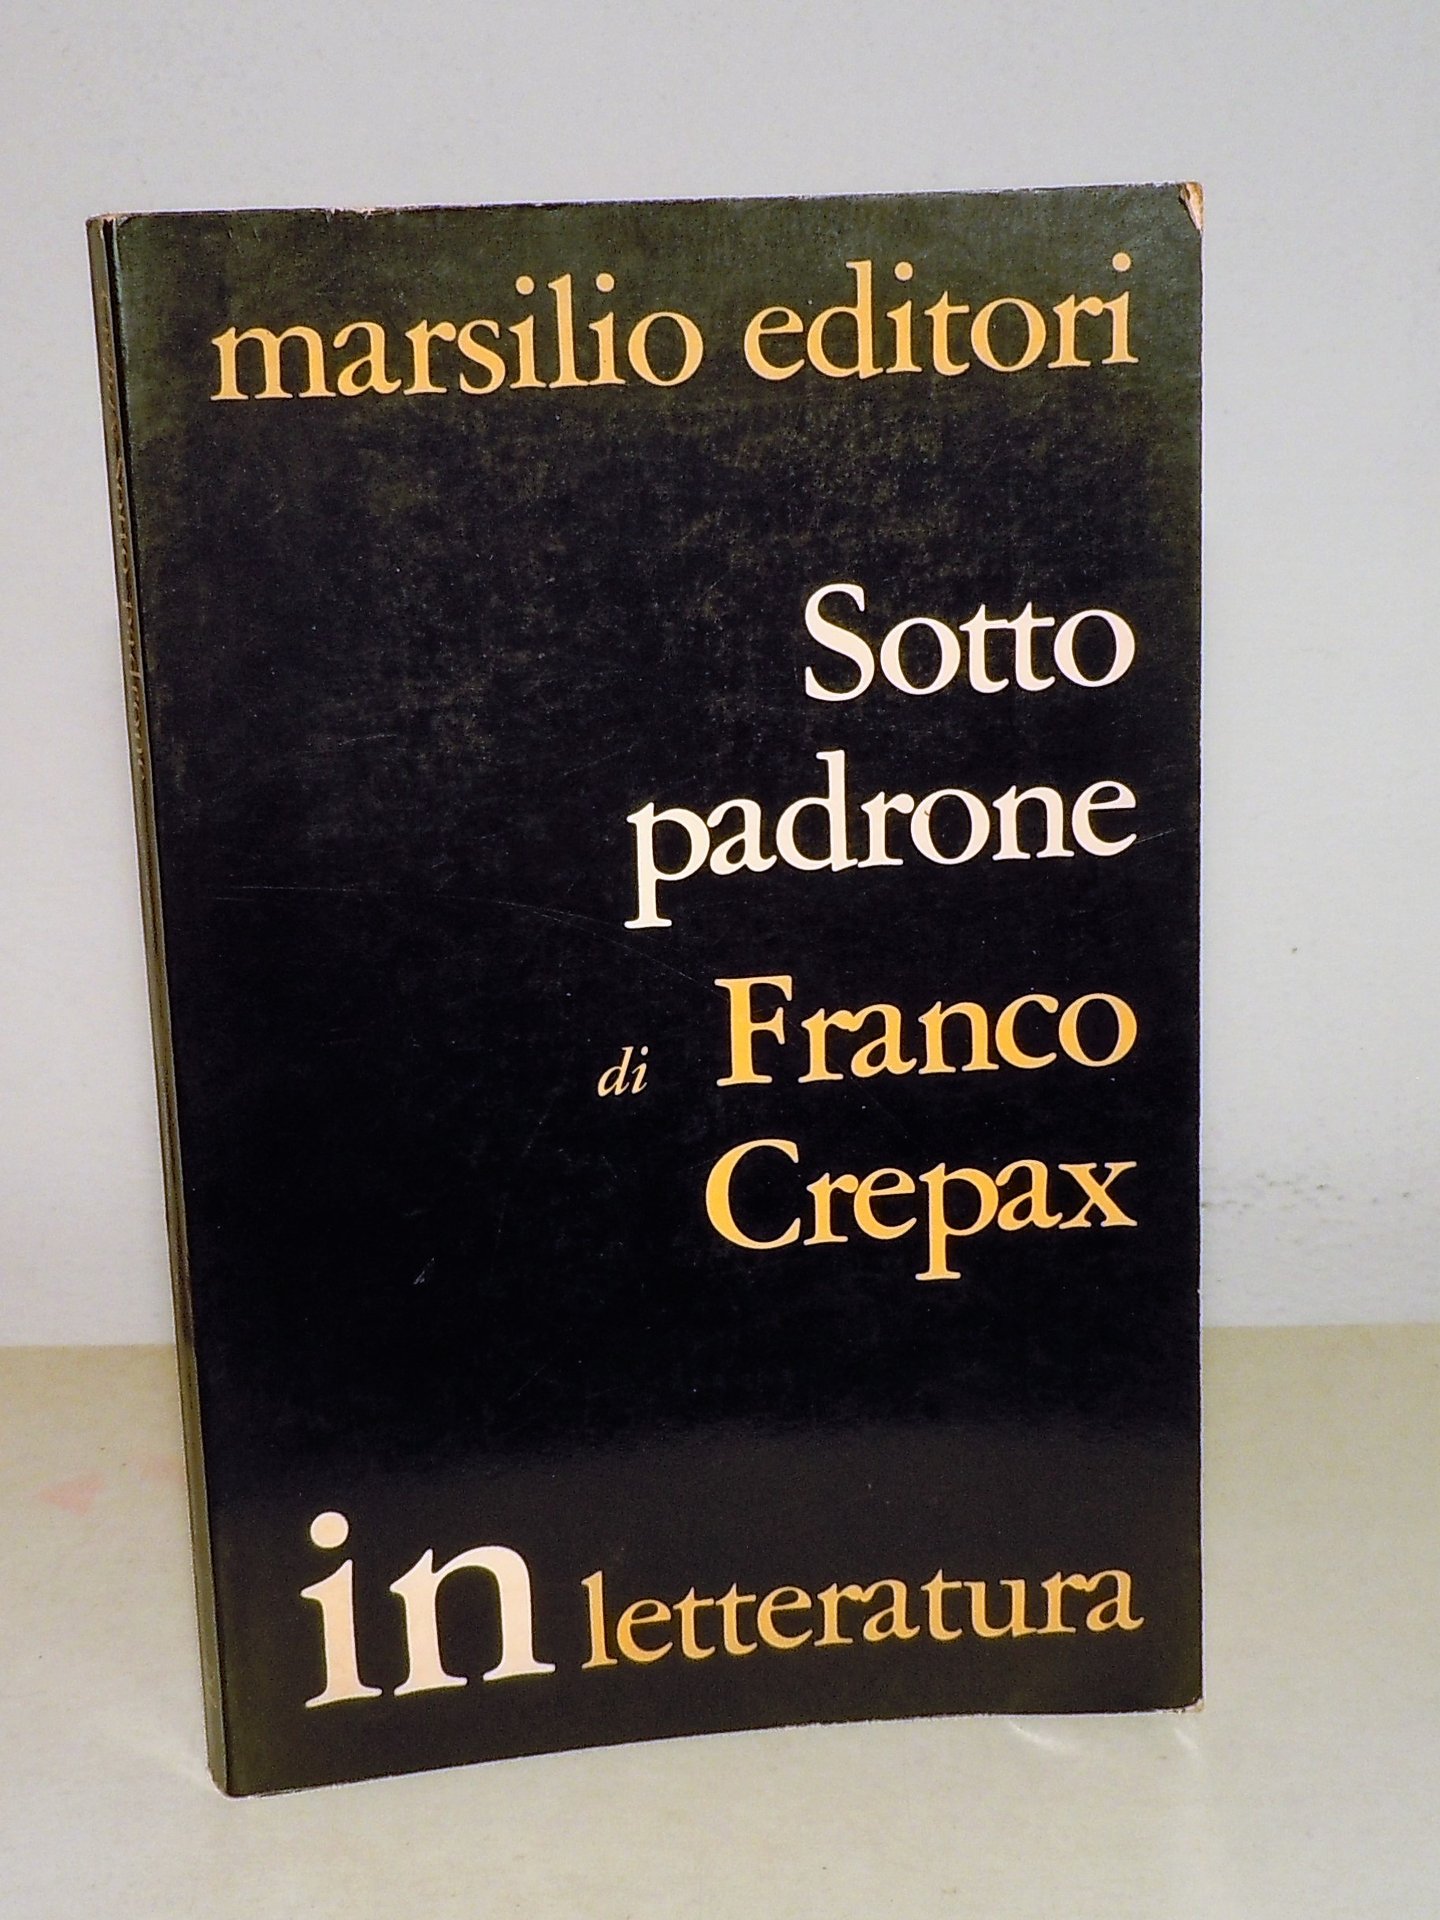 marsilio editori
Sotto
padrone
di Franco
Crepax
in letteratura